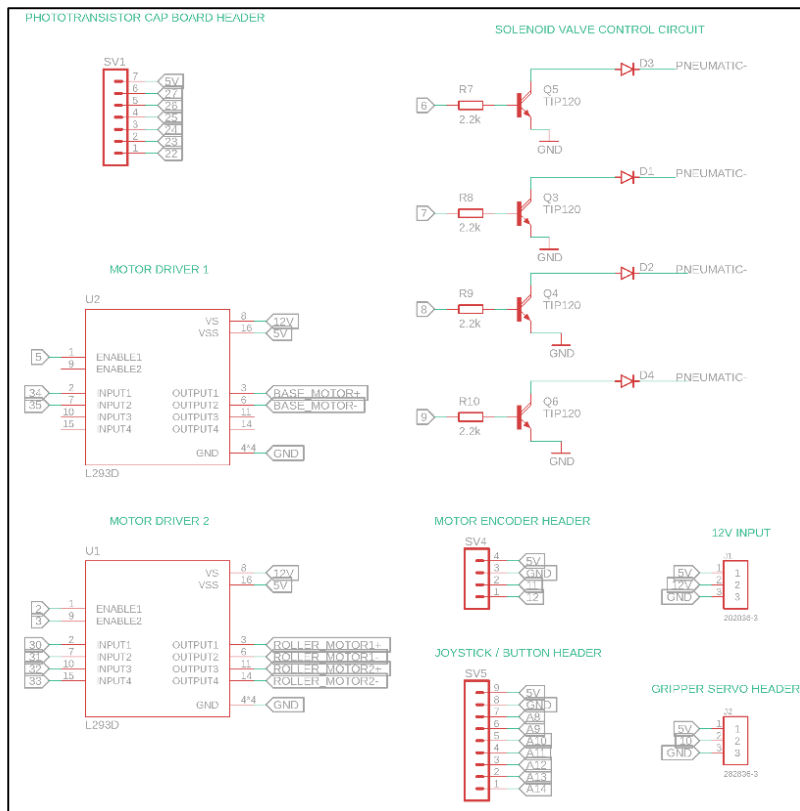 PHOTOTRANSISTOR CAP BOARD HEADER
SV1
7 5V
6 27
5 26
4 25
3 24
2 23
1 22
SOLENOID VALVE CONTROL CIRCUIT
D3 PNEUMATIC-
R7 Q5
6 TIP120
2.2k
GND
D1 PNEUMATIC-
R8 Q3
7 TIP120
2.2k
GND
D2 PNEUMATIC-
R9 Q4
8 TIP120
2.2k
GND
D4 PNEUMATIC-
R10 Q6
9 TIP120
2.2k
GND
MOTOR DRIVER 1
U2
VS 8 12V
VSS 16 5V
5 1 ENABLE1
9 ENABLE2
34 2 INPUT1 OUTPUT1 3 BASE_MOTOR+
35 7 INPUT2 OUTPUT2 6 BASE_MOTOR-
10 INPUT3 OUTPUT3 11
15 INPUT4 OUTPUT4 14
GND 4*4 GND
L293D
MOTOR DRIVER 2
U1
VS 8 12V
VSS 16 5V
2 1 ENABLE1
3 9 ENABLE2
30 2 INPUT1 OUTPUT1 3 ROLLER_MOTOR1+
31 7 INPUT2 OUTPUT2 6 ROLLER_MOTOR1-
32 10 INPUT3 OUTPUT3 11 ROLLER_MOTOR2+
33 15 INPUT4 OUTPUT4 14 ROLLER_MOTOR2-
GND 4*4 GND
L293D
MOTOR ENCODER HEADER
SV4
4 5V
3 GND
2 11
1 12
12V INPUT
J1
5V 1 1
12V 2 2
GND 3 3
282836-3
JOYSTICK / BUTTON HEADER
SV5
9 5V
8 GND
7 A8
6 A9
5 A10
4 A11
3 A12
2 A13
1 A14
GRIPPER SERVO HEADER
J2
5V 1 1
10 2 2
GND 3 3
282836-3